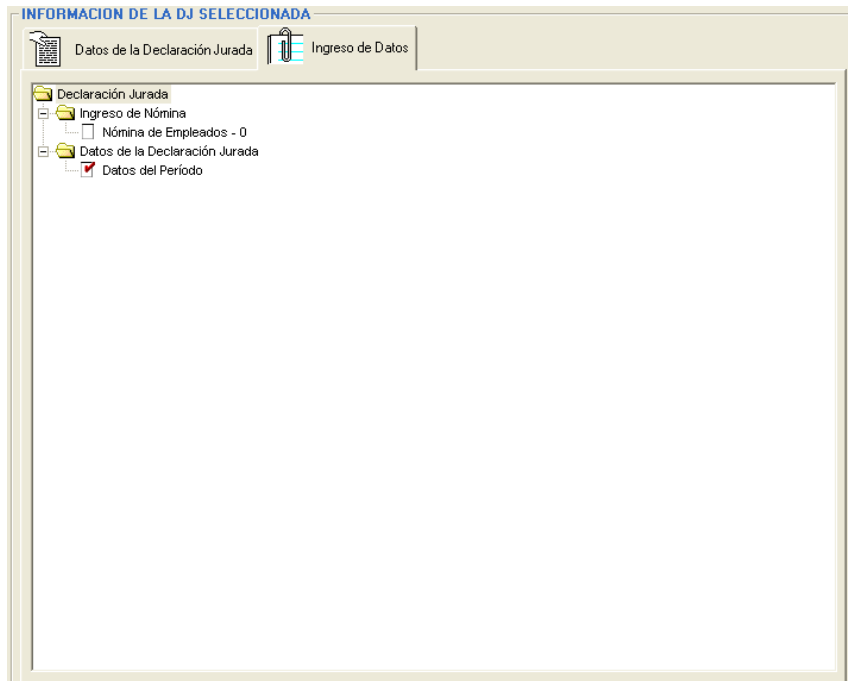 INFORMACION DE LA DJ SELECCIONADA
Datos de la Declaración Jurada
Ingreso de Datos
Declaración Jurada
Ingreso de Nómina
Nómina de Empleados - 0
Datos de la Declaración Jurada
Datos del Período